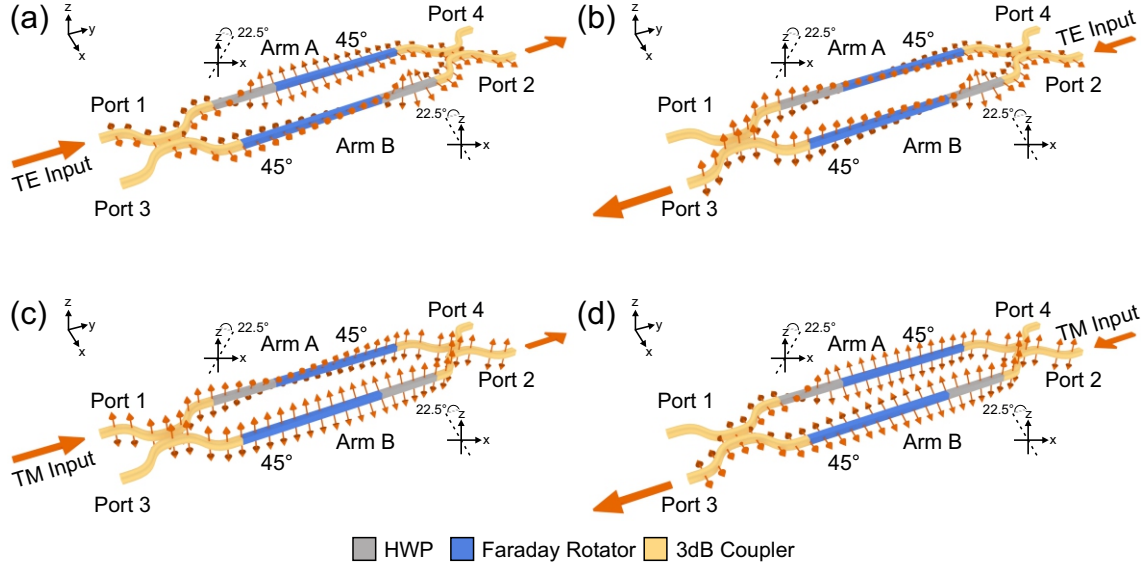 (a)
z
y
x
22.5°
z
x
Arm A
45°
Port 4
Port 1
Port 2
TE Input
22.5°
z
x
Arm B
45°
Port 3
(b)
z
y
x
22.5°
z
x
Arm A
45°
Port 4
TE Input
Port 1
Port 2
22.5°
z
x
Arm B
45°
Port 3
(c)
z
y
x
22.5°
z
x
Arm A
45°
Port 4
Port 1
Port 2
TM Input
22.5°
z
x
Arm B
45°
Port 3
(d)
z
y
x
22.5°
z
x
Arm A
45°
Port 4
TM Input
Port 1
Port 2
22.5°
z
x
Arm B
45°
Port 3
HWP Faraday Rotator 3dB Coupler